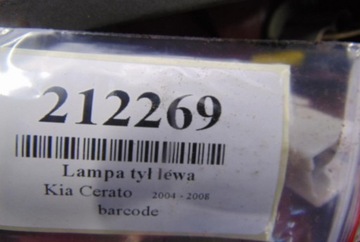 212269
Lampa tył lewa
Kia Cerato 2004 - 2008
barcode